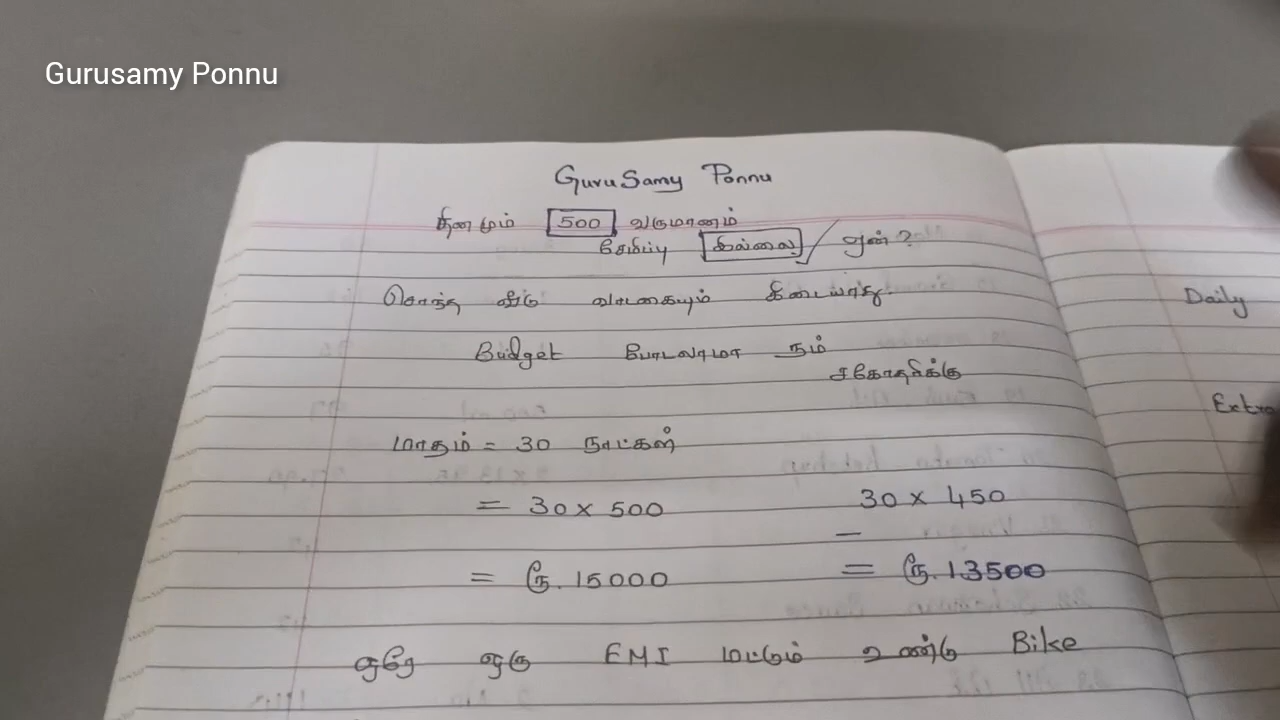 Gurusamy Ponnu
GuruSamy Ponnu
தினமும் 500 வருமானம்
சேமிப்பு இல்லை ஏன்?
சொந்த வீடு வாடகையும் கிடையாது.
Budget போடலாமா நம்
சகோதரிக்கு
மாதம் = 30 நாட்கள்
= 30 x 500
30 x 450
= ரூ. 15000
= ரூ. 13500
ஒரே ஒரு EMI மட்டும் உண்டு Bike
Daily
Extra